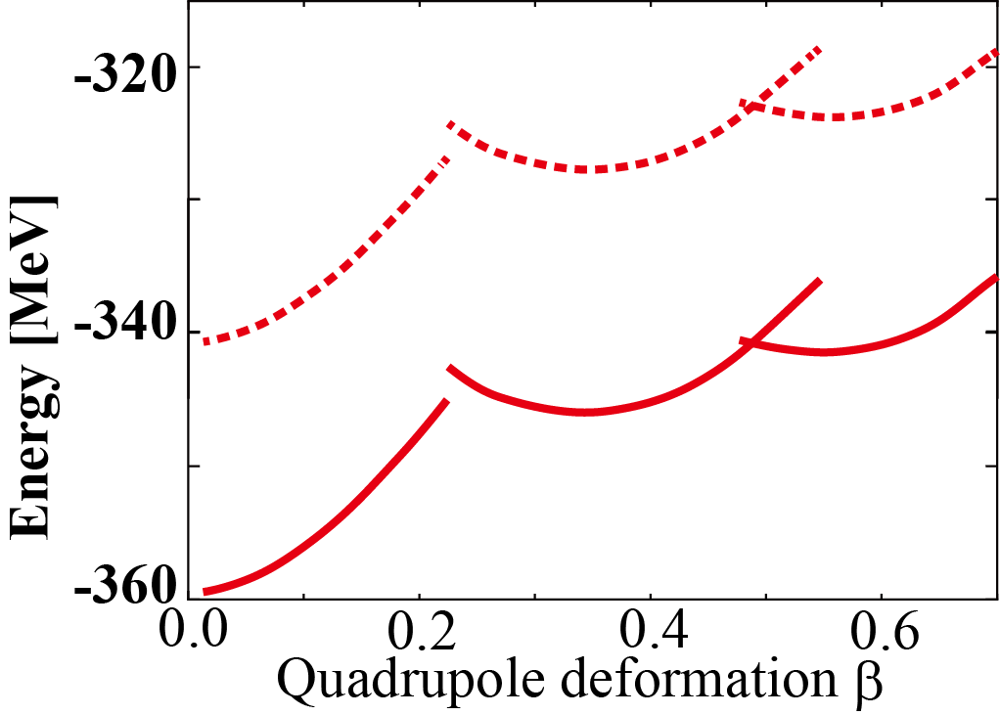 -320
-340
-360
Energy [MeV]
0.0 0.2 0.4 0.6
Quadrupole deformation β